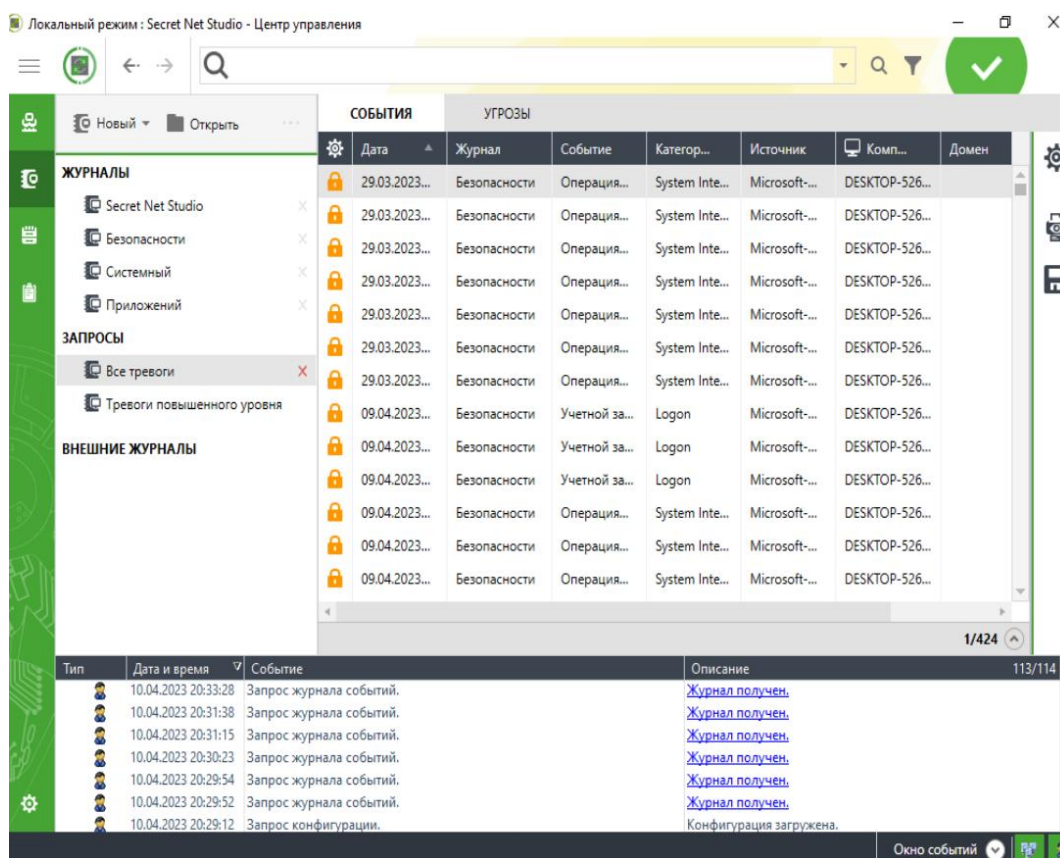 Локальный режим : Secret Net Studio - Центр управления
Новый Открыть ...
ЖУРНАЛЫ
Secret Net Studio
Безопасности
Системный
Приложений
ЗАПРОСЫ
Все тревоги
Тревоги повышенного уровня
ВНЕШНИЕ ЖУРНАЛЫ
СОБЫТИЯ УГРОЗЫ
Дата Журнал Событие Категор... Источник Комп... Домен
29.03.2023... Безопасности Операция... System Inte... Microsoft-... DESKTOP-526...
29.03.2023... Безопасности Операция... System Inte... Microsoft-... DESKTOP-526...
29.03.2023... Безопасности Операция... System Inte... Microsoft-... DESKTOP-526...
29.03.2023... Безопасности Операция... System Inte... Microsoft-... DESKTOP-526...
29.03.2023... Безопасности Операция... System Inte... Microsoft-... DESKTOP-526...
29.03.2023... Безопасности Операция... System Inte... Microsoft-... DESKTOP-526...
29.03.2023... Безопасности Операция... System Inte... Microsoft-... DESKTOP-526...
09.04.2023... Безопасности Учетной за... Logon Microsoft-... DESKTOP-526...
09.04.2023... Безопасности Учетной за... Logon Microsoft-... DESKTOP-526...
09.04.2023... Безопасности Учетной за... Logon Microsoft-... DESKTOP-526...
09.04.2023... Безопасности Операция... System Inte... Microsoft-... DESKTOP-526...
09.04.2023... Безопасности Операция... System Inte... Microsoft-... DESKTOP-526...
09.04.2023... Безопасности Операция... System Inte... Microsoft-... DESKTOP-526...
1/424
Тип Дата и время Событие Описание 113/114
10.04.2023 20:33:28 Запрос журнала событий. Журнал получен.
10.04.2023 20:31:38 Запрос журнала событий. Журнал получен.
10.04.2023 20:31:15 Запрос журнала событий. Журнал получен.
10.04.2023 20:30:23 Запрос журнала событий. Журнал получен.
10.04.2023 20:29:54 Запрос журнала событий. Журнал получен.
10.04.2023 20:29:52 Запрос журнала событий. Журнал получен.
10.04.2023 20:29:12 Запрос конфигурации. Конфигурация загружена.
Окно событий